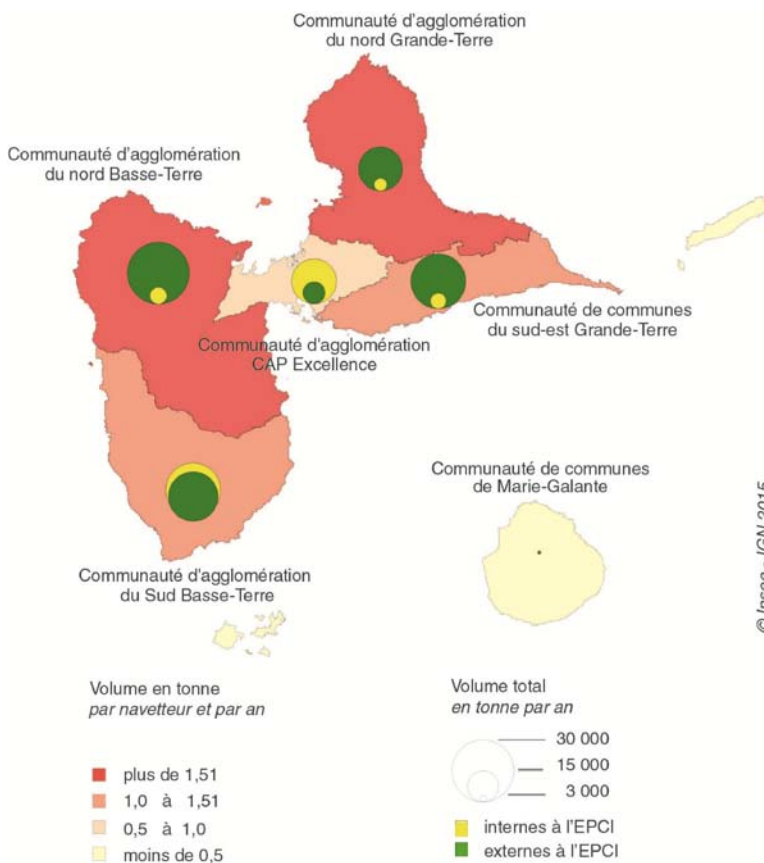 Communauté d'agglomération
du nord Grande-Terre
Communauté d'agglomération
du nord Basse-Terre
Communauté de communes
du sud-est Grande-Terre
Communauté d'agglomération
CAP Excellence
Communauté de communes
de Marie-Galante
Communauté d'agglomération
du Sud Basse-Terre
© Insee - IGN 2015
Volume en tonne
par navetteur et par an
plus de 1,51
1,0 à 1,51
0,5 à 1,0
moins de 0,5
Volume total
en tonne par an
30 000
15 000
3 000
internes à l'EPCI
externes à l'EPCI